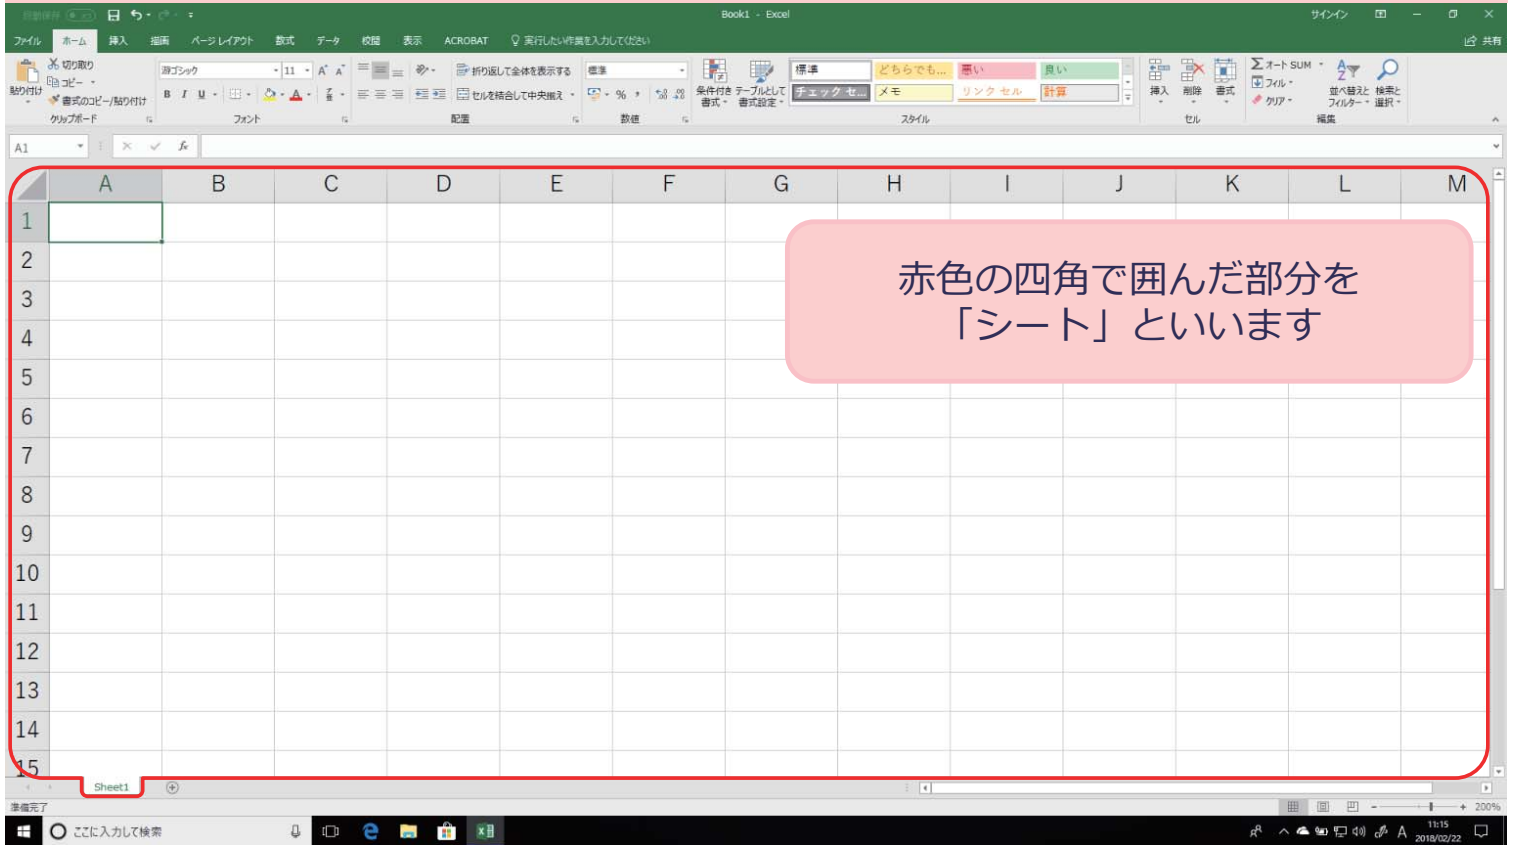 自動保存 オフ
Book1 - Excel
サインイン
ファイル ホーム 挿入 描画 ページ レイアウト 数式 データ 校閲 表示 ACROBAT 実行したい作業を入力してください 共有
貼り付け
切り取り
コピー
書式のコピー/貼り付け
クリップボード
游ゴシック 11
B I U
フォント
折り返して全体を表示する
セルを結合して中央揃え
配置
標準
% ,
数値
条件付き書式
テーブルとして書式設定
標準 どちらでも... 悪い 良い
チェック セ... メモ リンク セル 計算
スタイル
挿入 削除 書式
セル
Σ オート SUM
フィル
クリア
並べ替えと フィルター
検索と 選択
編集
A1 fx
A B C D E F G H I J K L M
1
2
3
4
5
6
7
8
9
10
11
12
13
14
15
赤色の四角で囲んだ部分を
「シート」といいます
Sheet1
準備完了
200%
ここに入力して検索
A
11:15
2018/02/22